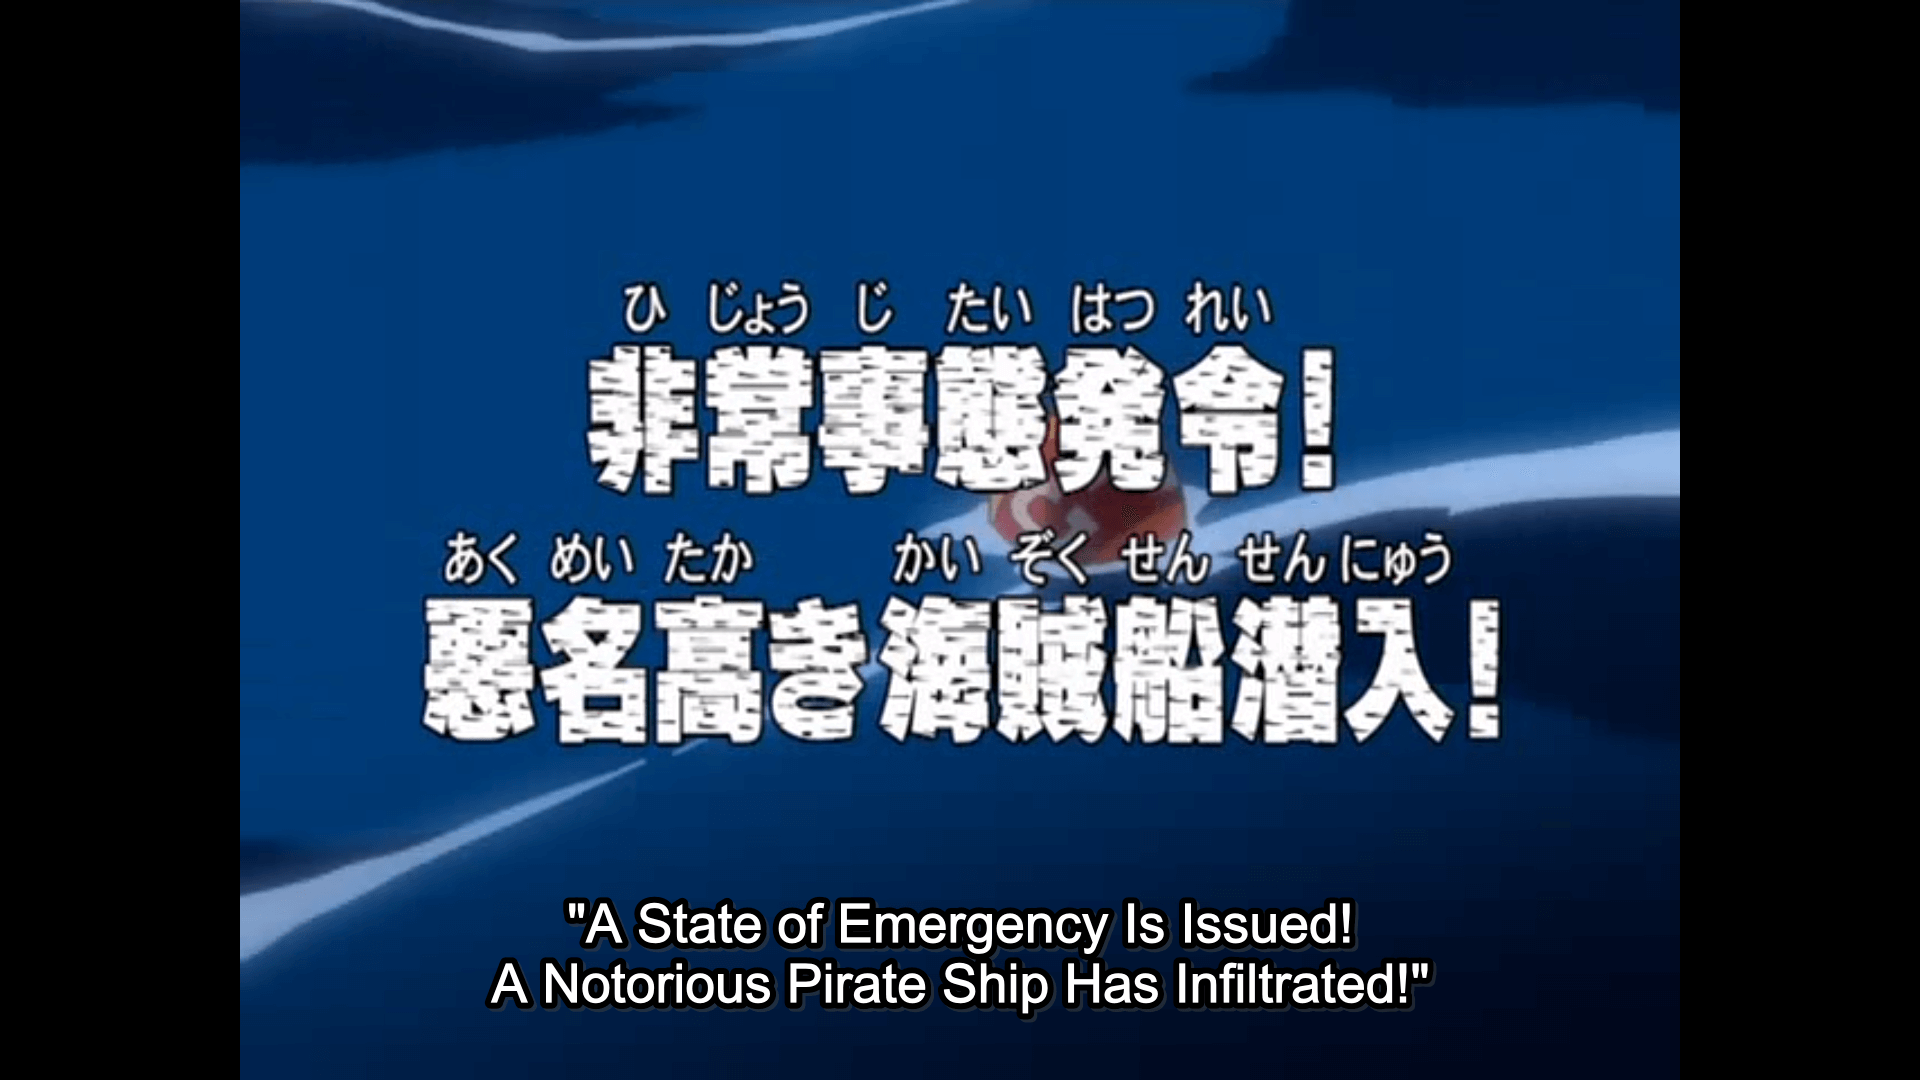 ひ じょう じ たい はつ れい
非常事態発令!
あく めい たか かい ぞく せん せん にゅう
悪名高き海賊船潜入!
"A State of Emergency Is Issued!
A Notorious Pirate Ship Has Infiltrated!"